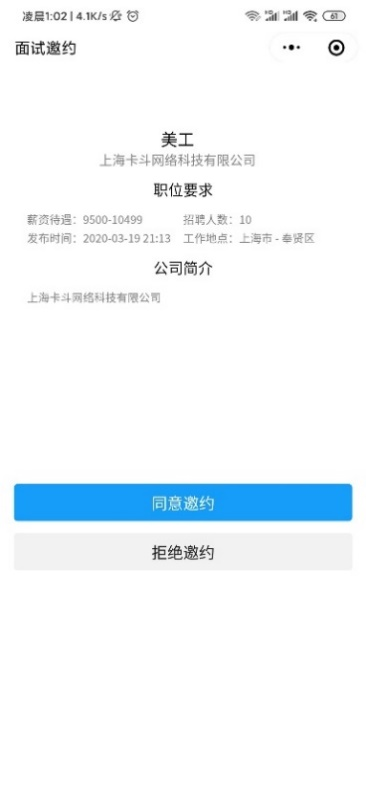 凌晨1:02 | 4.1K/s
61
面试邀约
美工
上海卡斗网络科技有限公司
职位要求
薪资待遇：9500-10499 招聘人数：10
发布时间：2020-03-19 21:13 工作地点：上海市 - 奉贤区
公司简介
上海卡斗网络科技有限公司
同意邀约
拒绝邀约